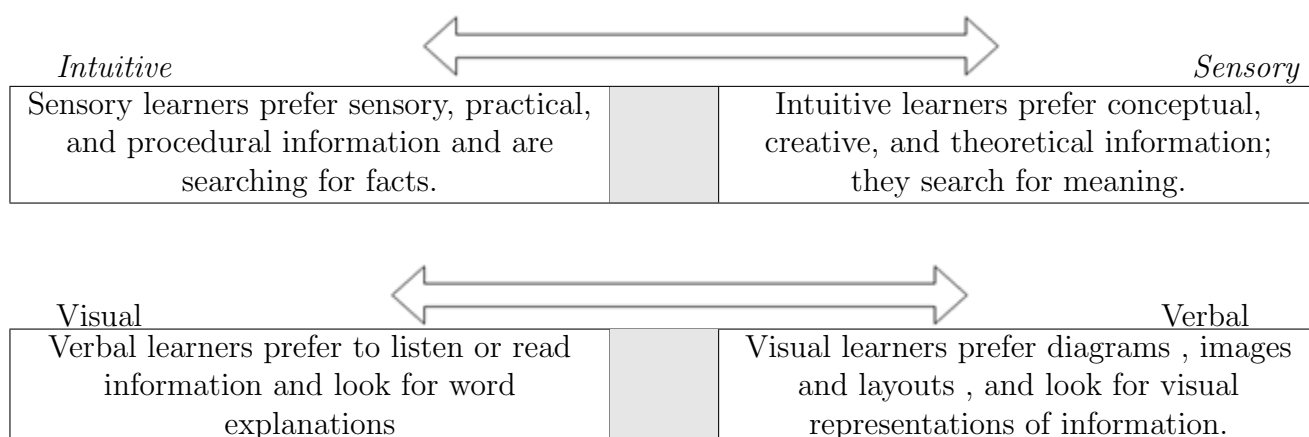 Intuitive
Sensory
Sensory learners prefer sensory, practical,
and procedural information and are
searching for facts.
Intuitive learners prefer conceptual,
creative, and theoretical information;
they search for meaning.
Visual
Verbal
Verbal learners prefer to listen or read
information and look for word
explanations
Visual learners prefer diagrams , images
and layouts , and look for visual
representations of information.